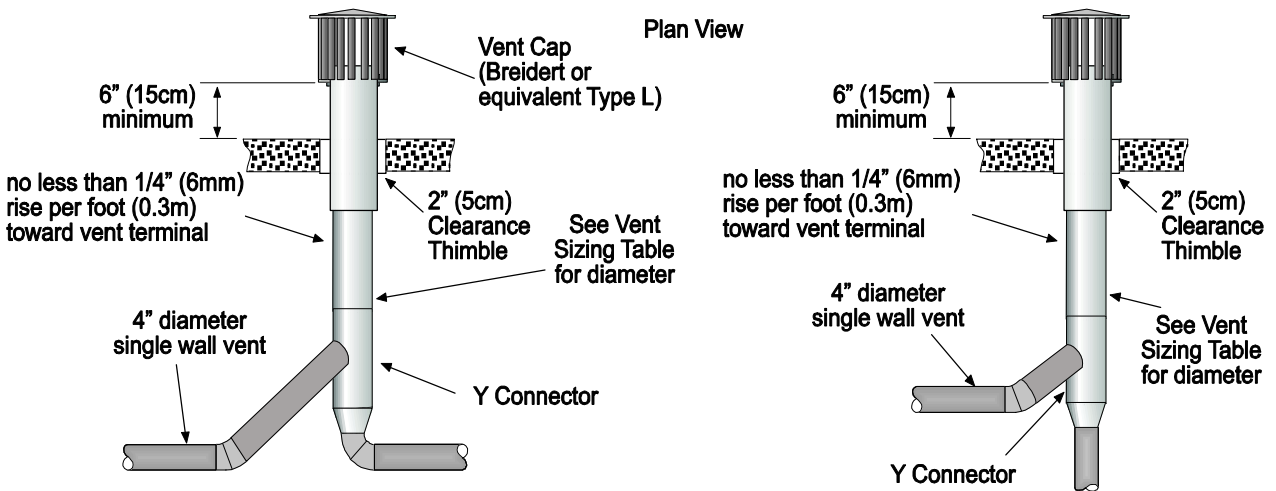 Plan View
Vent Cap
(Breidert or
equivalent Type L)
6” (15cm)
minimum
no less than 1/4” (6mm)
rise per foot (0.3m)
toward vent terminal
2” (5cm)
Clearance
Thimble
See Vent
Sizing Table
for diameter
4” diameter
single wall vent
Y Connector
6” (15cm)
minimum
no less than 1/4” (6mm)
rise per foot (0.3m)
toward vent terminal
2” (5cm)
Clearance
Thimble
4” diameter
single wall vent
See Vent
Sizing Table
for diameter
Y Connector